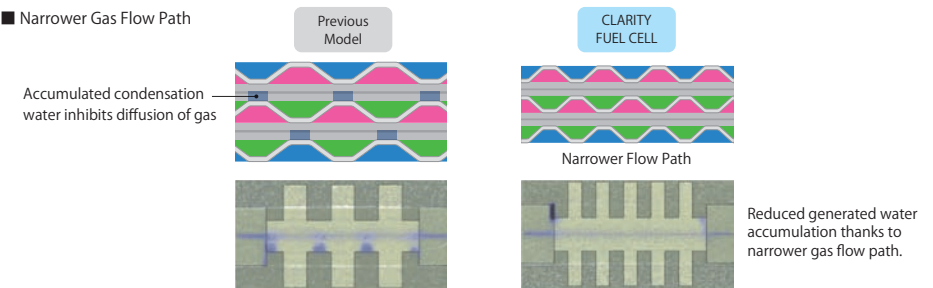 ■ Narrower Gas Flow Path
Previous
Model
CLARITY
FUEL CELL
Accumulated condensation
water inhibits diffusion of gas
Narrower Flow Path
Reduced generated water
accumulation thanks to
narrower gas flow path.